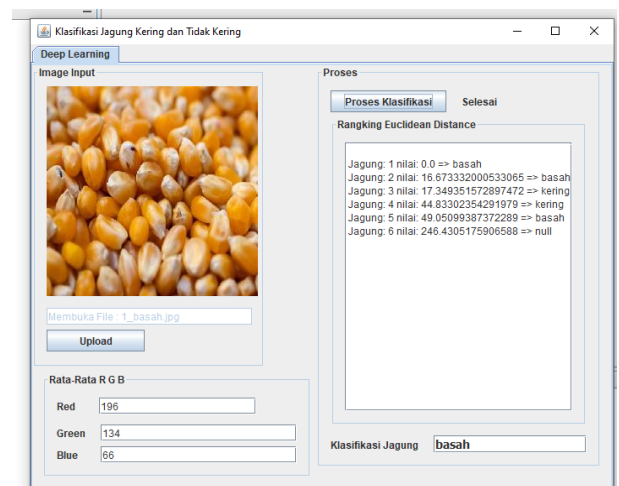 Klasifikasi Jagung Kering dan Tidak Kering
Deep Learning
Image Input
Membuka File : 1_basah.jpg
Upload
Rata-Rata R G B
Red 196
Green 134
Blue 66
Proses
Proses Klasifikasi Selesai
Rangking Euclidean Distance
Jagung: 1 nilai: 0.0 => basah
Jagung: 2 nilai: 16.673332000533065 => basah
Jagung: 3 nilai: 17.349351572897472 => kering
Jagung: 4 nilai: 44.83302354291979 => kering
Jagung: 5 nilai: 49.05099387372289 => basah
Jagung: 6 nilai: 246.4305175906588 => null
Klasifikasi Jagung basah